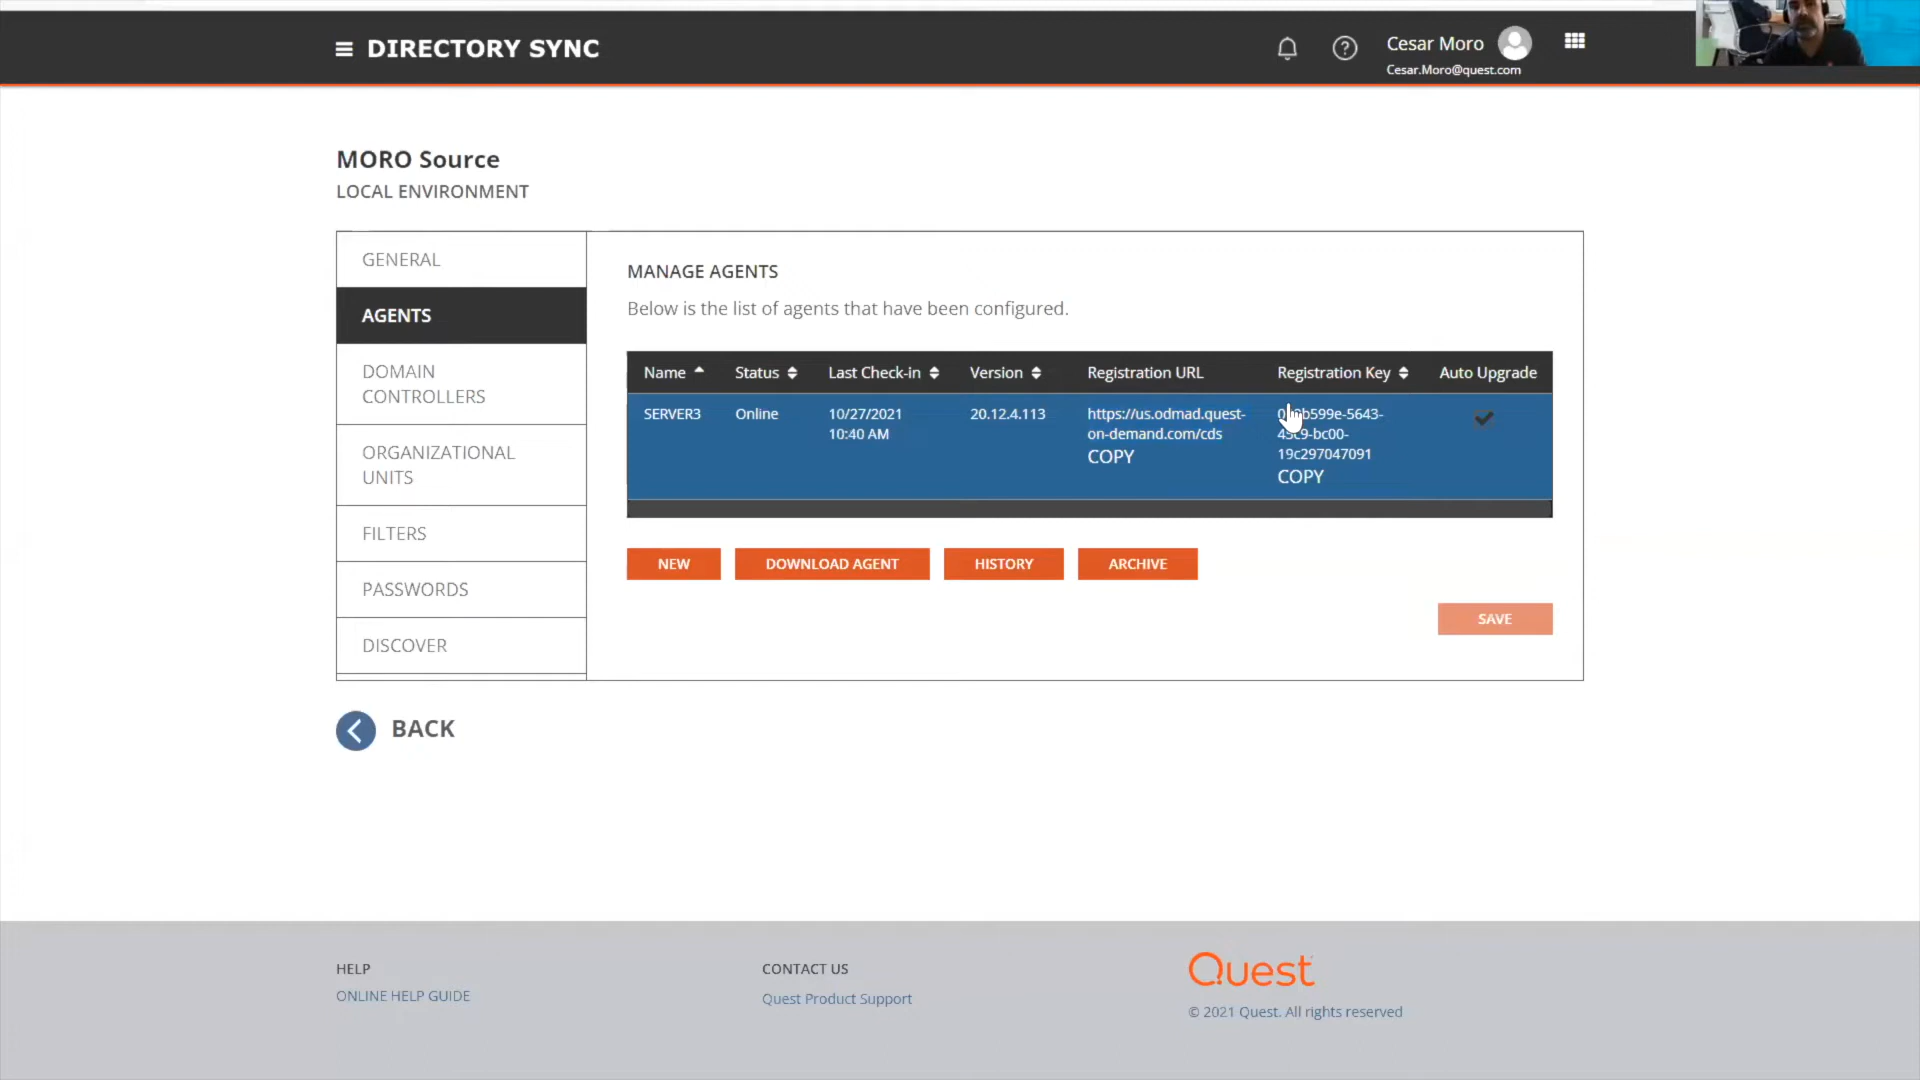 DIRECTORY SYNC
Cesar Moro
Cesar.Moro@quest.com
MORO Source
LOCAL ENVIRONMENT
GENERAL
AGENTS
DOMAIN
CONTROLLERS
ORGANIZATIONAL
UNITS
FILTERS
PASSWORDS
DISCOVER
MANAGE AGENTS
Below is the list of agents that have been configured.
Name Status Last Check-in Version Registration URL Registration Key Auto Upgrade
SERVER3 Online 10/27/2021 20.12.4.113 https://us.odmad.quest-
10:40 AM on-demand.com/cds
19c297047091
COPY COPY
NEW DOWNLOAD AGENT HISTORY ARCHIVE
SAVE
BACK
HELP
ONLINE HELP GUIDE
CONTACT US
Quest Product Support
Quest
© 2021 Quest. All rights reserved